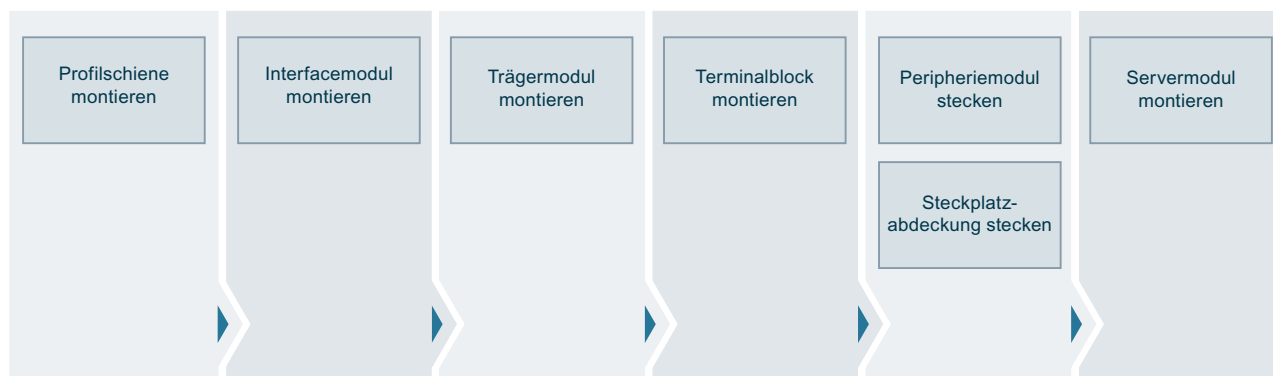 Profilschiene
montieren
Interfacemodul
montieren
Trägermodul
montieren
Terminalblock
montieren
Peripheriemodul
stecken
Steckplatz-
abdeckung stecken
Servermodul
montieren